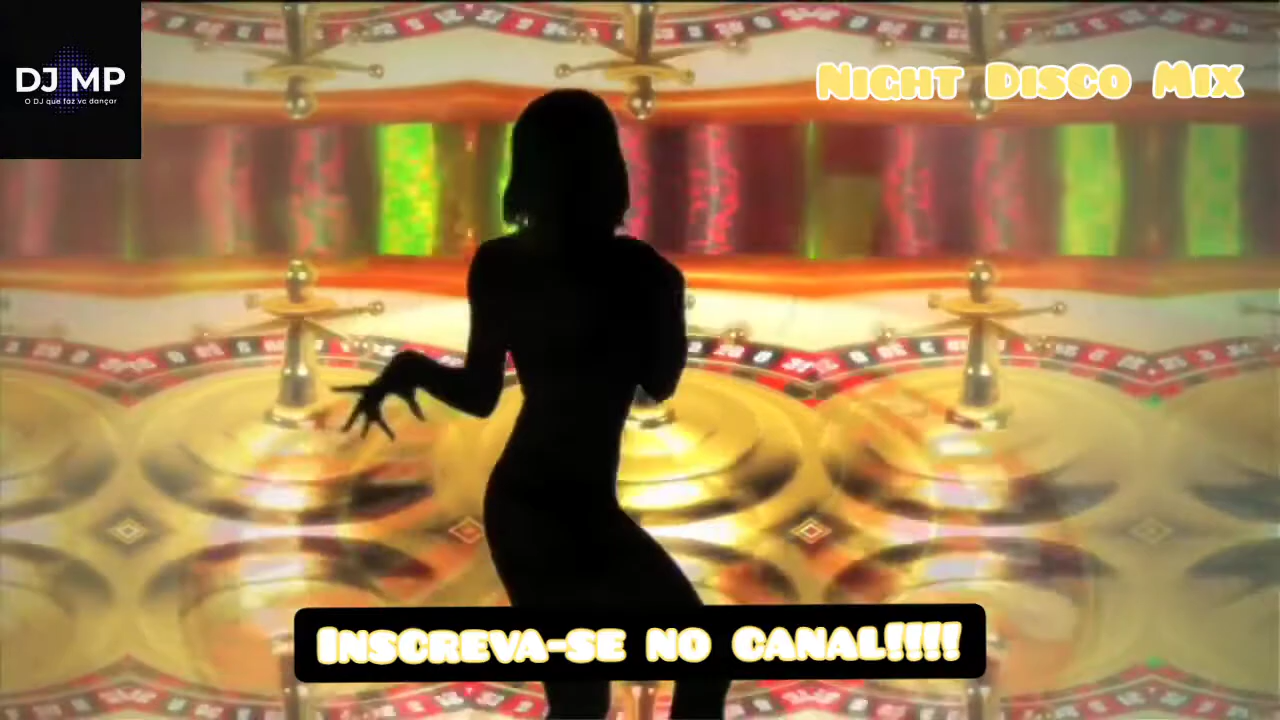 DJ MP
O DJ que faz vc dançar
Night Disco Mix
Inscreva-se no canal!!!!